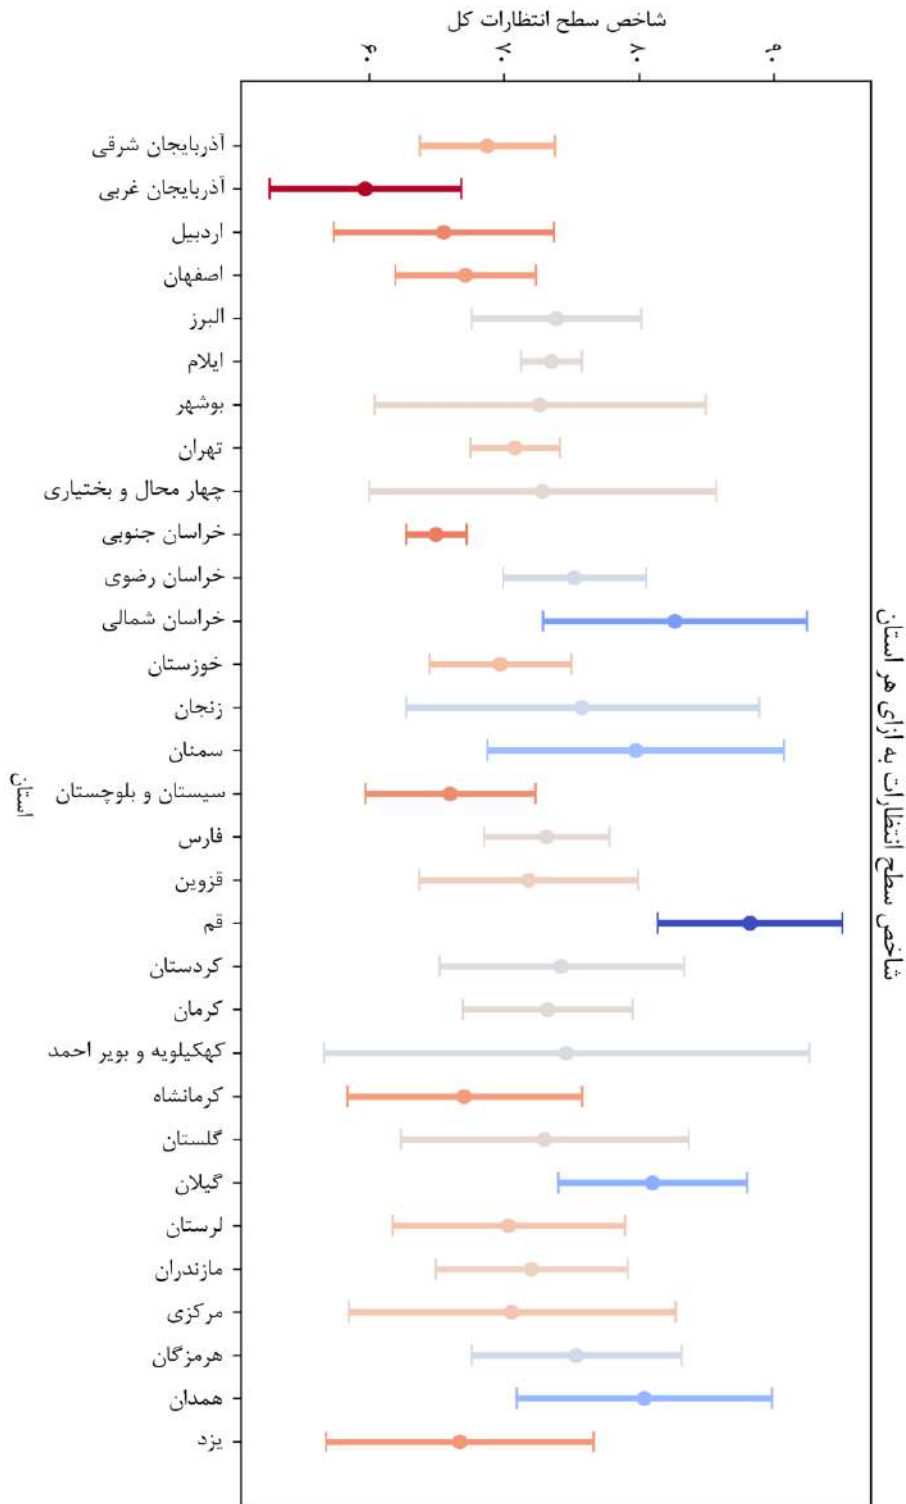 شاخص سطح انتظارات کل
۶۰
۷۰
۸۰
۹۰
آذربایجان شرقی
آذربایجان غربی
اردبیل
اصفهان
البرز
ایلام
بوشهر
تهران
چهار محال و بختیاری
خراسان جنوبی
خراسان رضوی
خراسان شمالی
خوزستان
زنجان
سمنان
سیستان و بلوچستان
فارس
قزوین
قم
کردستان
کرمان
کهکیلویه و بویر احمد
کرمانشاه
گلستان
گیلان
لرستان
مازندران
مرکزی
هرمزگان
همدان
یزد
استان
شاخص سطح انتظارات به ازای هر استان